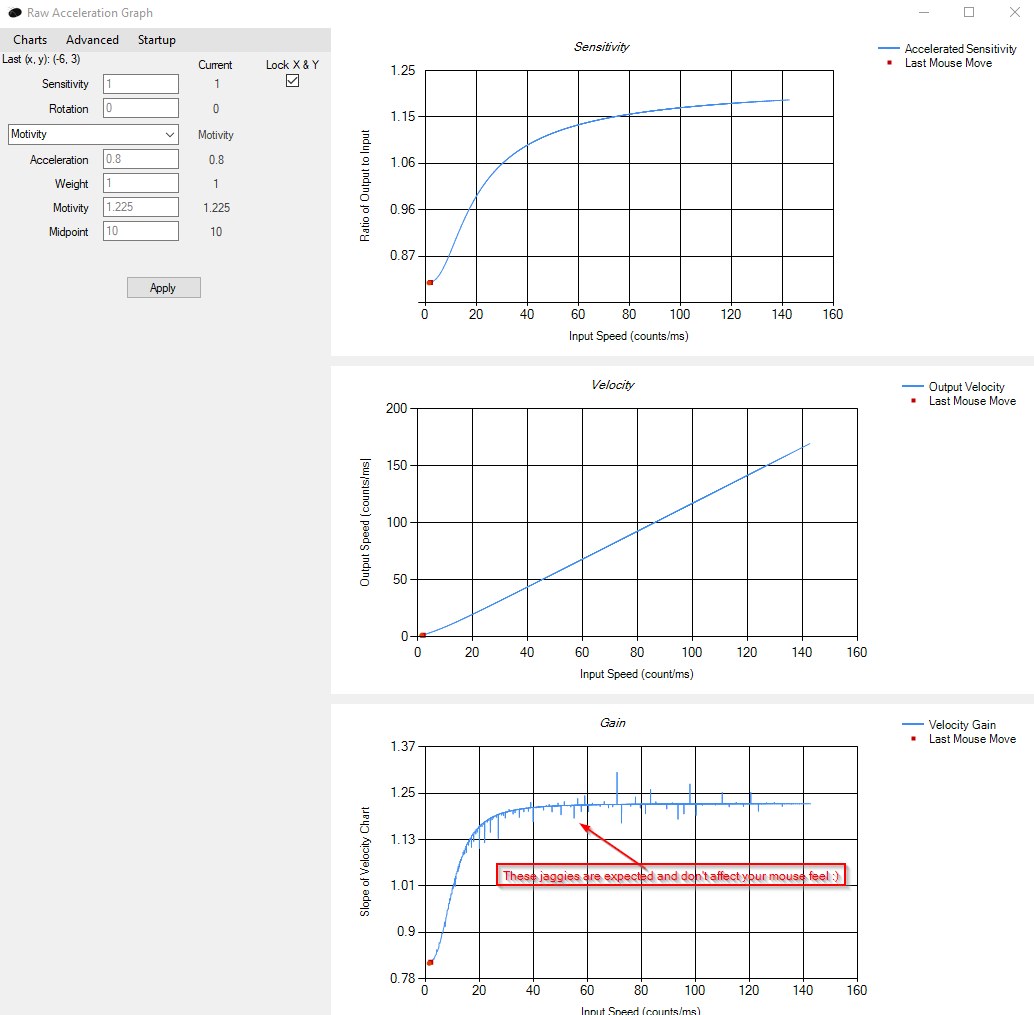 Raw Acceleration Graph
Charts Advanced Startup
Last (x, y): (-6, 3)
Current Lock X & Y
Sensitivity 1 1
Rotation 0 0
Motivity Motivity
Acceleration 0.8 0.8
Weight 1 1
Motivity 1.225 1.225
Midpoint 10 10
Apply
Sensitivity
Accelerated Sensitivity
Last Mouse Move
Ratio of Output to Input
1.25
1.15
1.06
0.96
0.87
0 20 40 60 80 100 120 140 160
Input Speed (counts/ms)
Velocity
Output Velocity
Last Mouse Move
Output Speed (counts/ms)
200
150
100
50
0
0 20 40 60 80 100 120 140 160
Input Speed (count/ms)
Gain
Velocity Gain
Last Mouse Move
Slope of Velocity Chart
1.37
1.25
1.13
1.01
0.9
0.78
These jaggies are expected and don't affect your mouse feel :)
0 20 40 60 80 100 120 140 160
Input Speed (counts/ms)